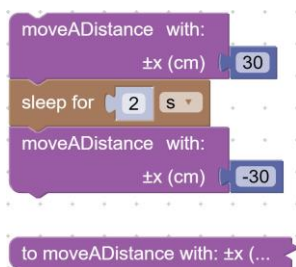 moveADistance with:
±x (cm) 30
sleep for 2 s
moveADistance with:
±x (cm) -30
to moveADistance with: ±x (...